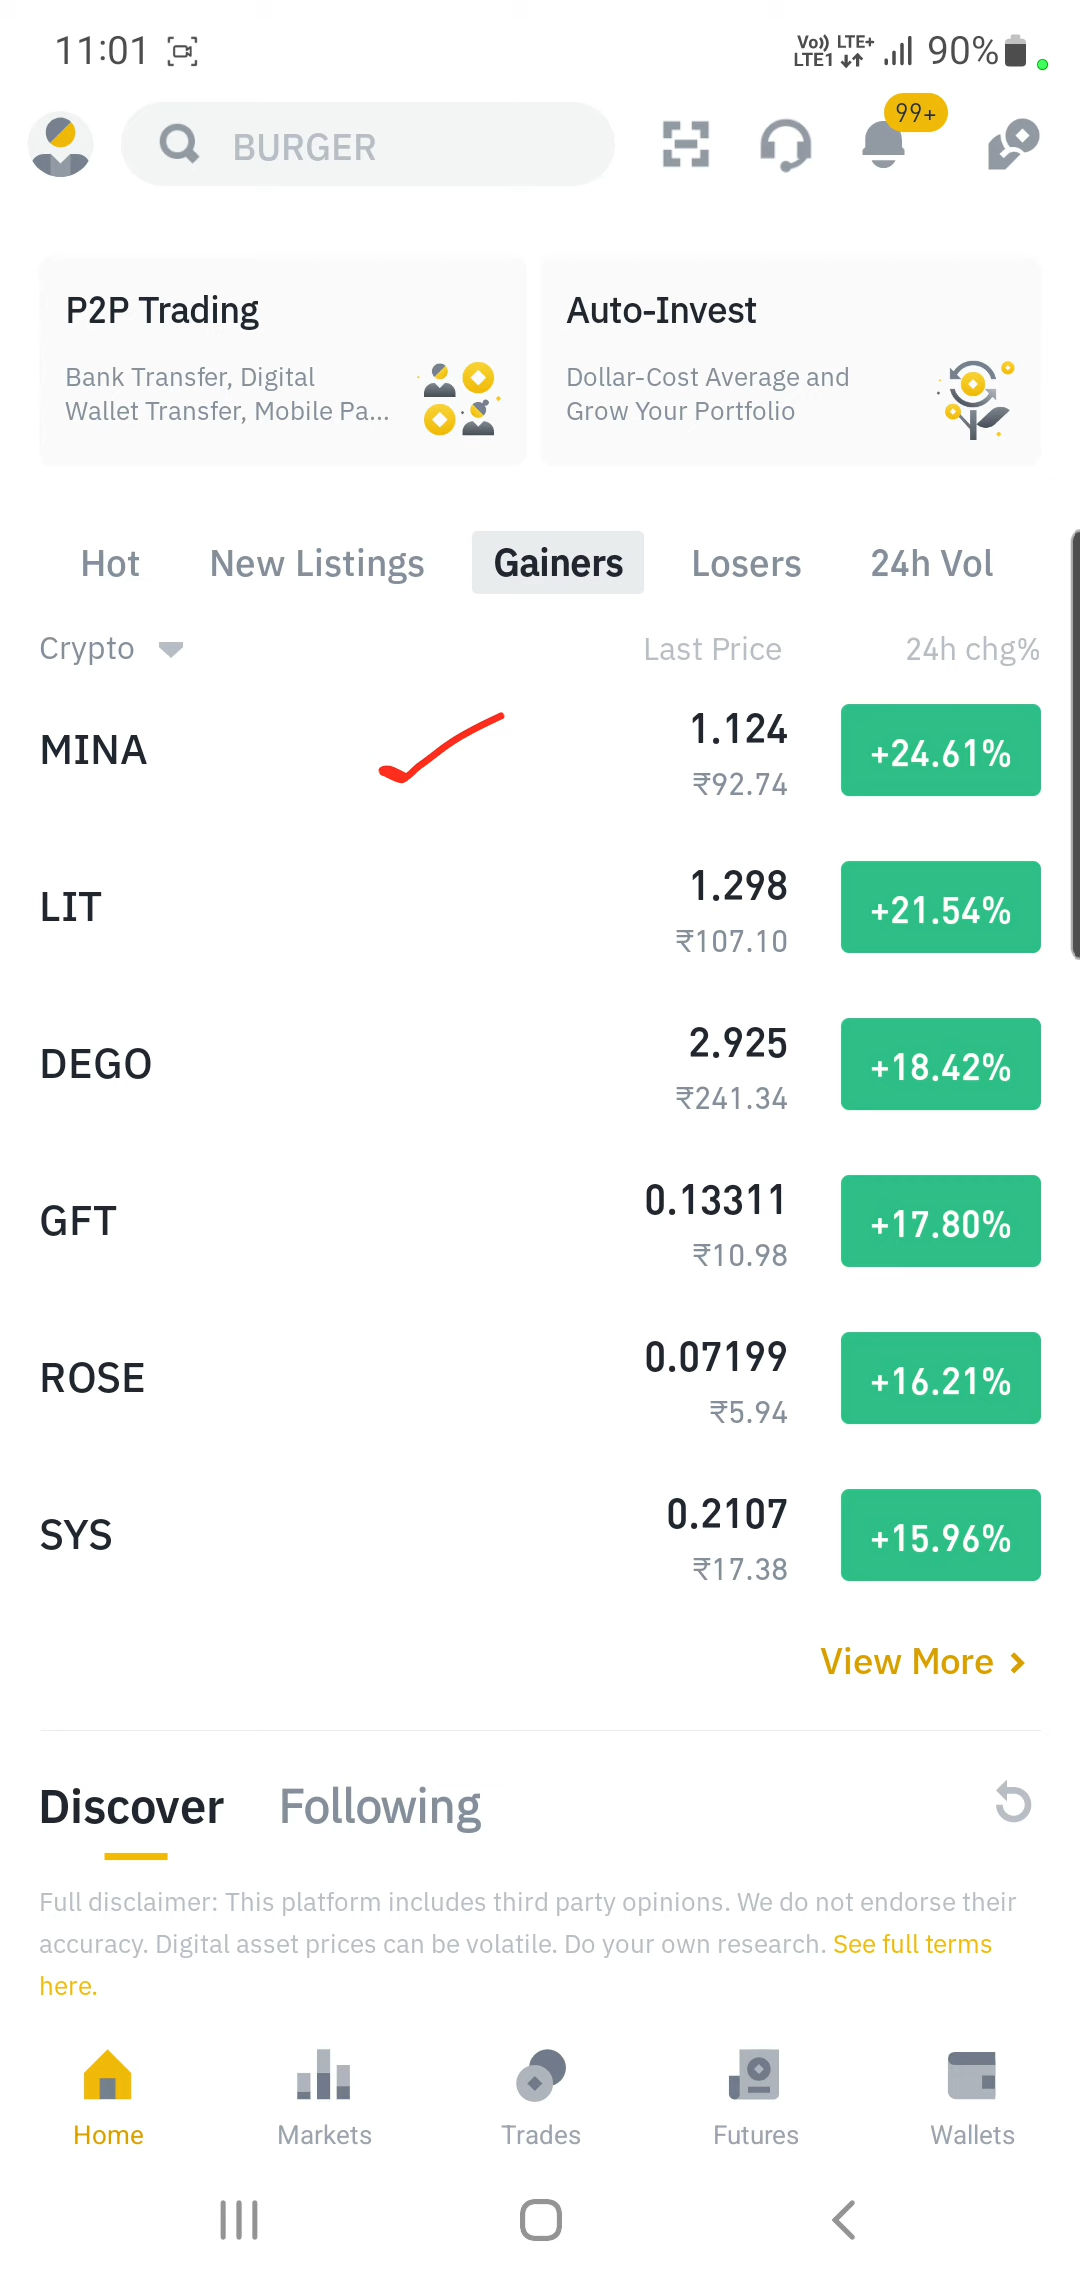 11:01
Vo)) LTE+
LTE1
90%
BURGER
99+
P2P Trading
Bank Transfer, Digital
Wallet Transfer, Mobile Pa...
Auto-Invest
Dollar-Cost Average and
Grow Your Portfolio
Hot New Listings Gainers Losers 24h Vol
Crypto Last Price 24h chg%
MINA 1.124 +24.61%
₹92.74
LIT 1.298 +21.54%
₹107.10
DEGO 2.925 +18.42%
₹241.34
GFT 0.13311 +17.80%
₹10.98
ROSE 0.07199 +16.21%
₹5.94
SYS 0.2107 +15.96%
₹17.38
View More
Discover Following
Full disclaimer: This platform includes third party opinions. We do not endorse their
accuracy. Digital asset prices can be volatile. Do your own research. See full terms
here.
Home Markets Trades Futures Wallets